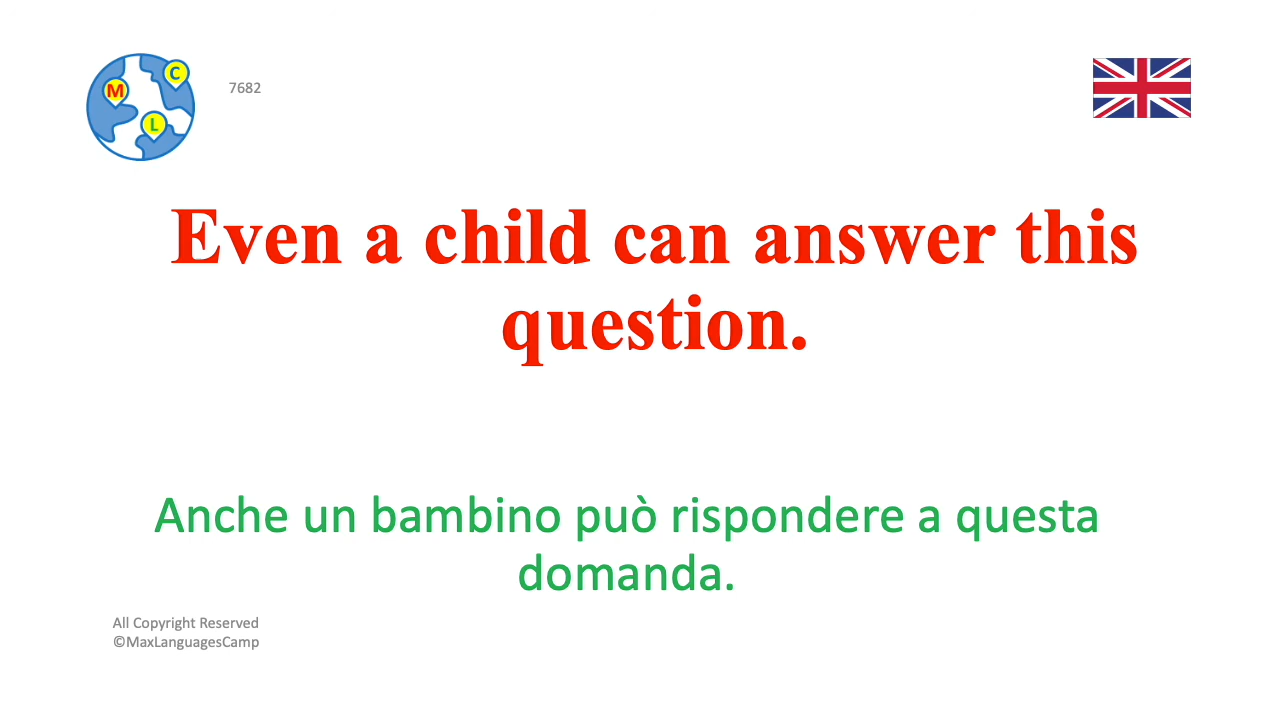 M
C
L
7682
Even a child can answer this
question.
Anche un bambino può rispondere a questa
domanda.
All Copyright Reserved
©MaxLanguagesCamp